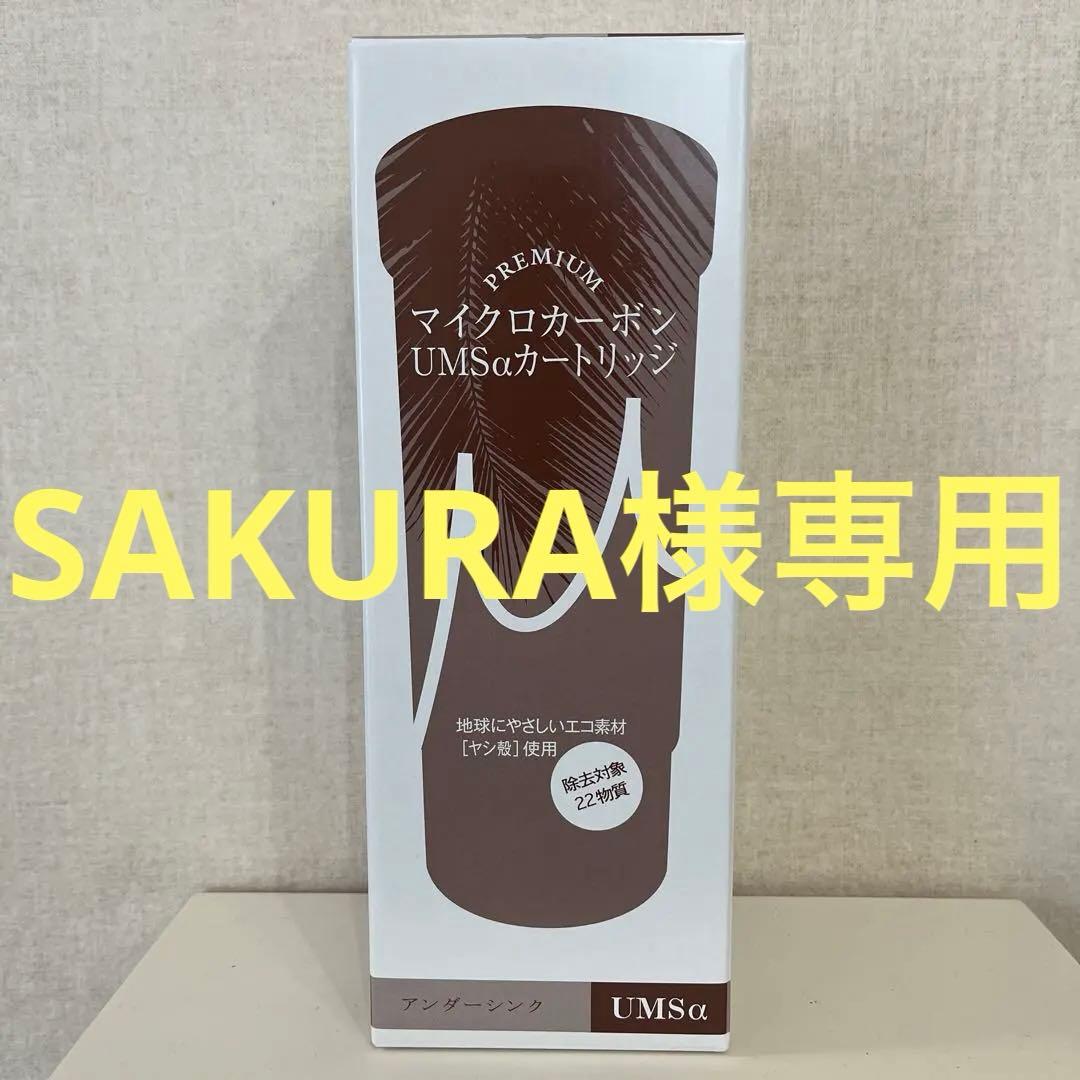 PREMIUM
マイクロカーボン
UMSαカートリッジ
SAKURA様専用
地球にやさしいエコ素材
[ヤシ殻]使用
除去対象
22物質
アンダーシンク
UMSα